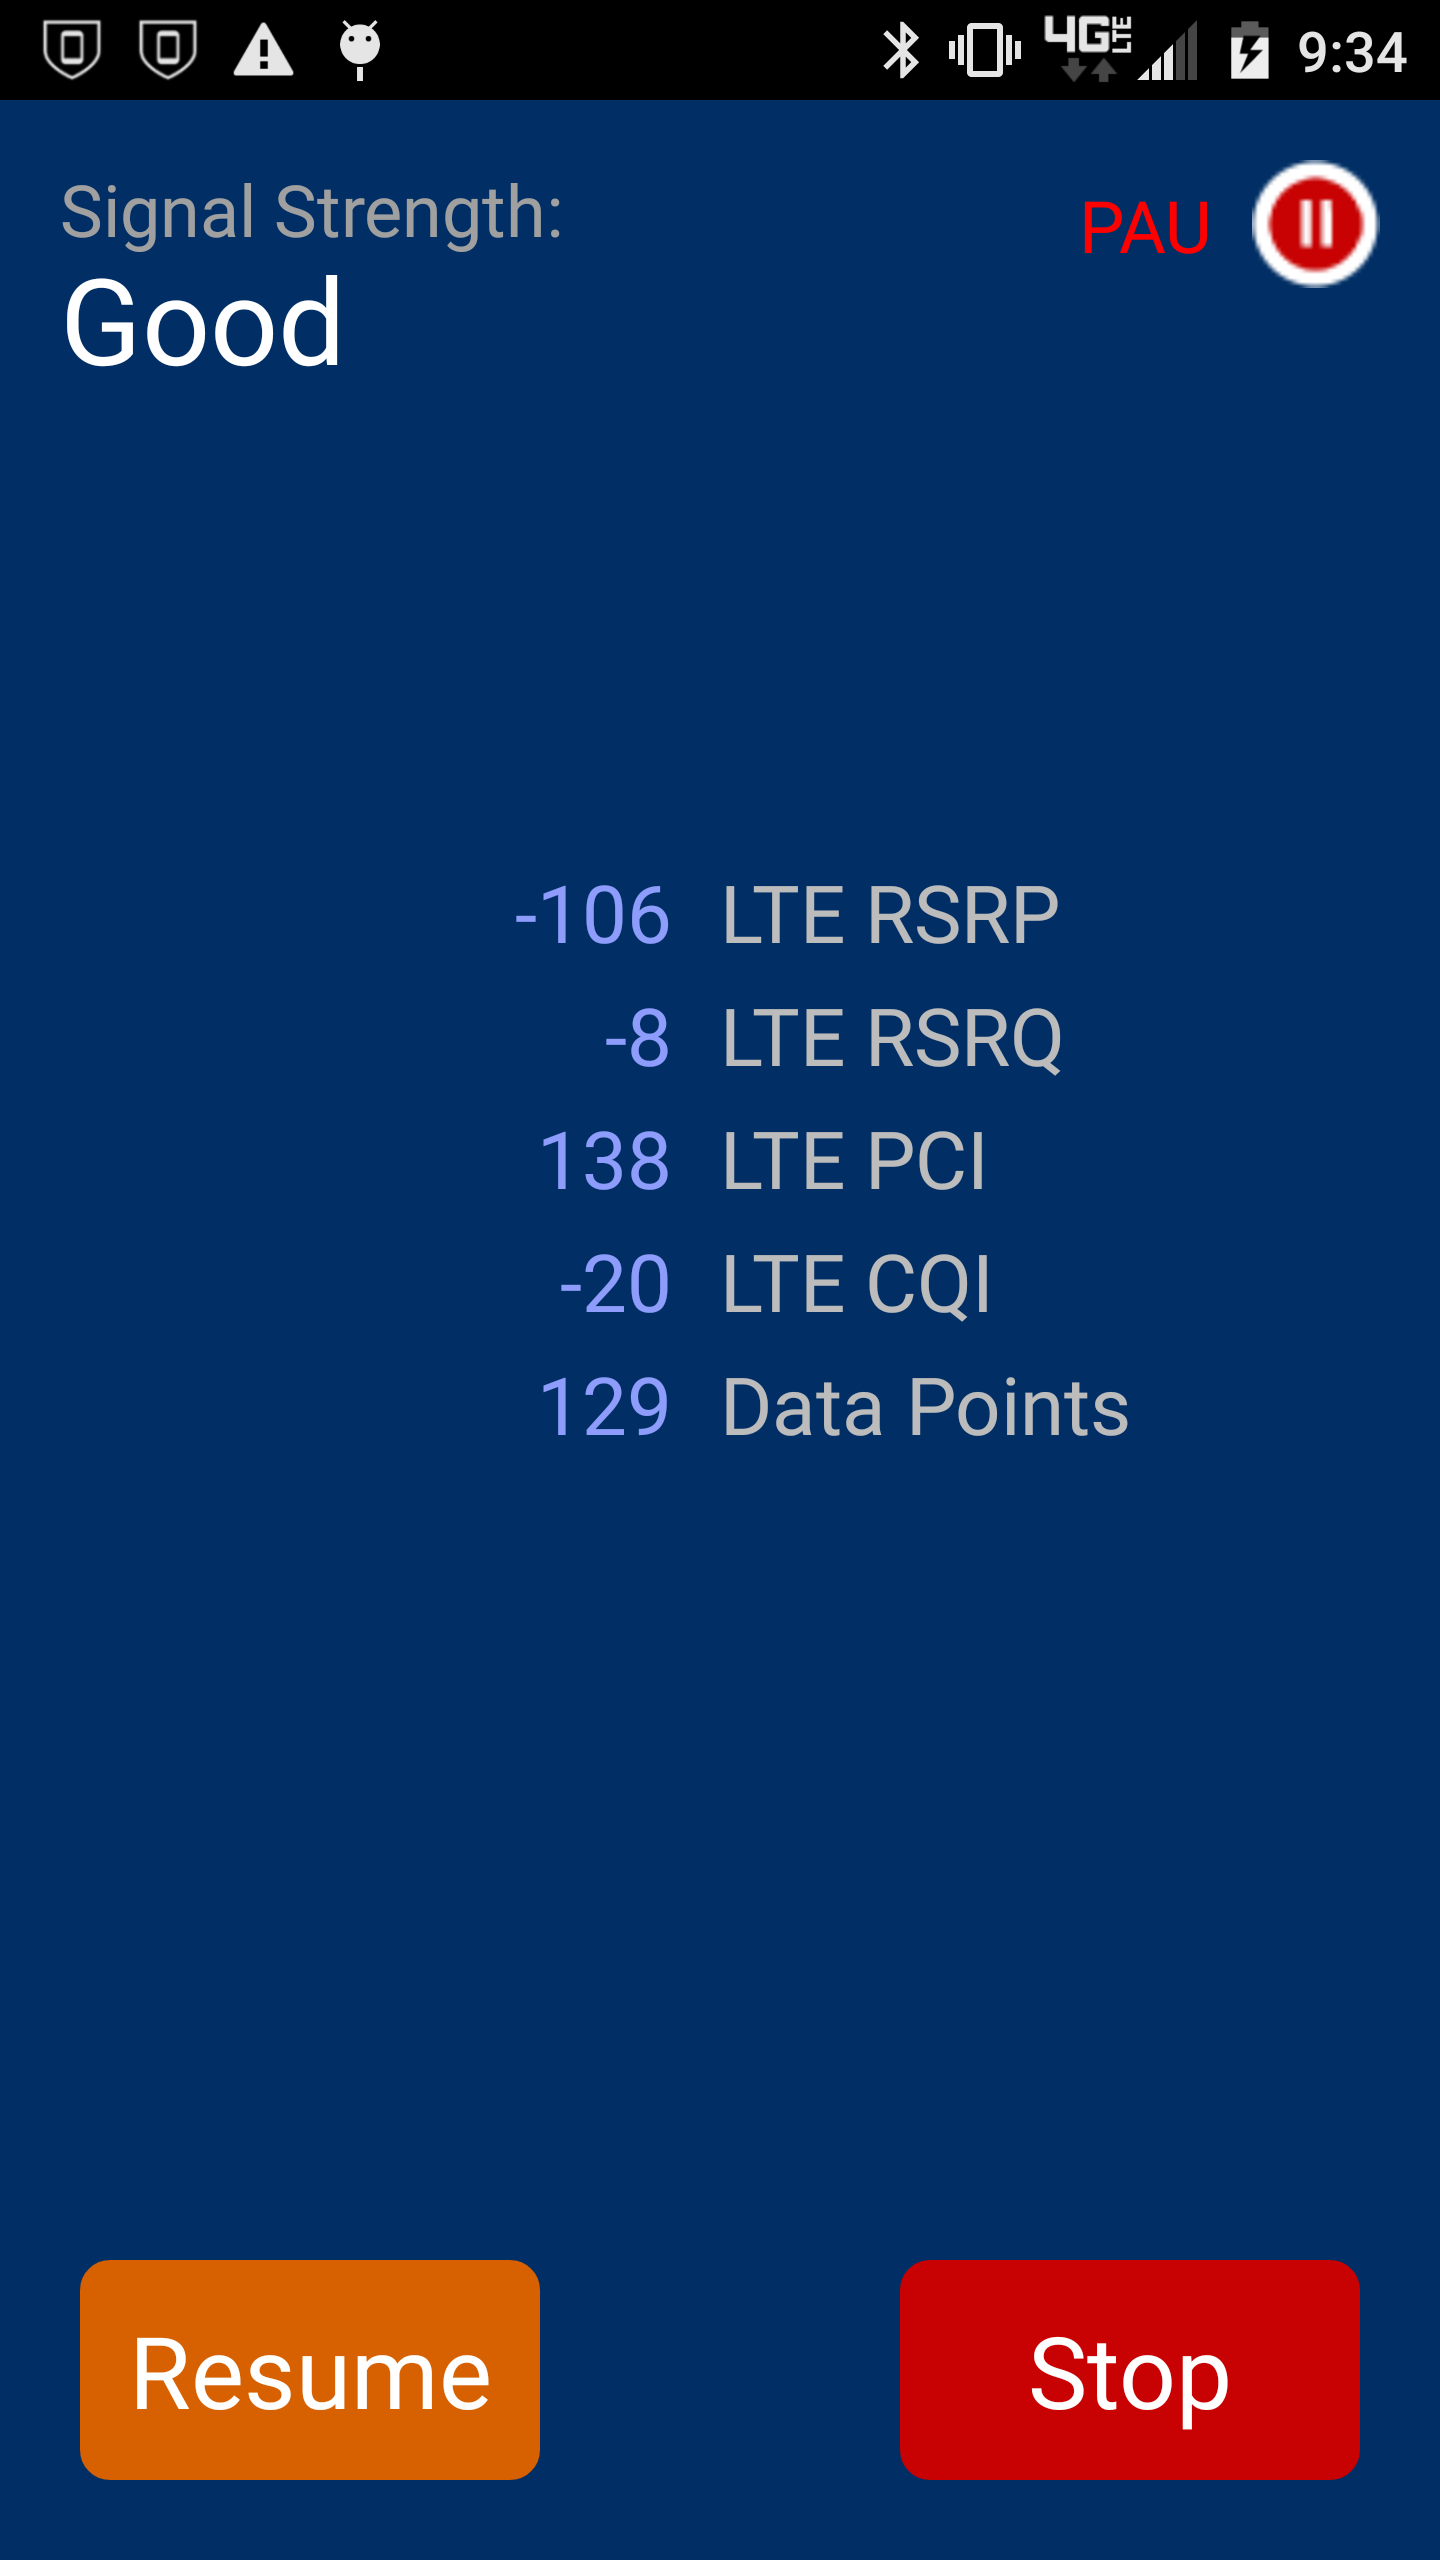 4G LTE 9:34
Signal Strength:
PAU
Good
-106 LTE RSRP
-8 LTE RSRQ
138 LTE PCI
-20 LTE CQI
129 Data Points
Resume Stop